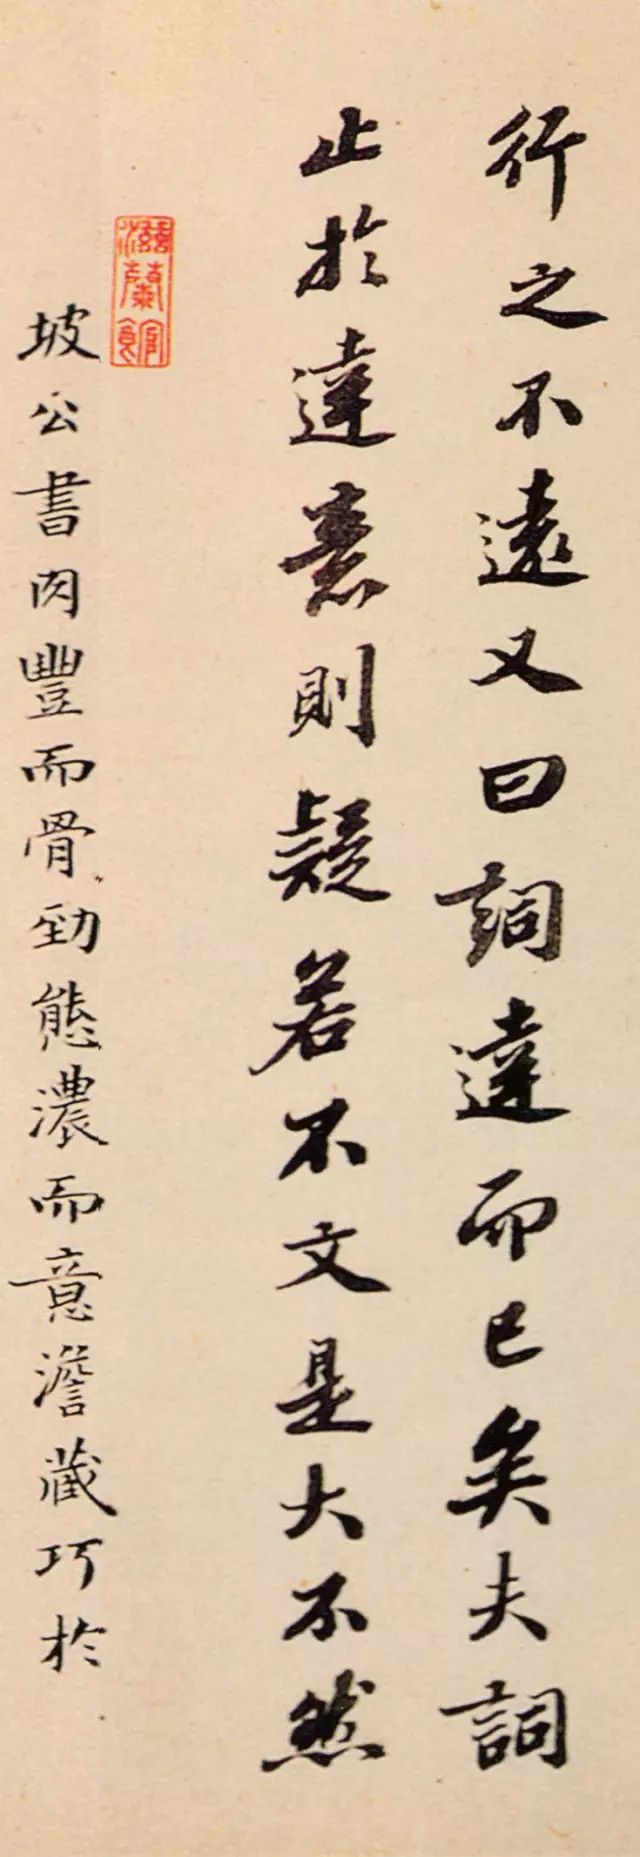 行之不遠又曰詞達而已矣夫詞
止於達意則疑若不文是大不然
坡公書肉豐而骨勁態濃而意澹藏巧於